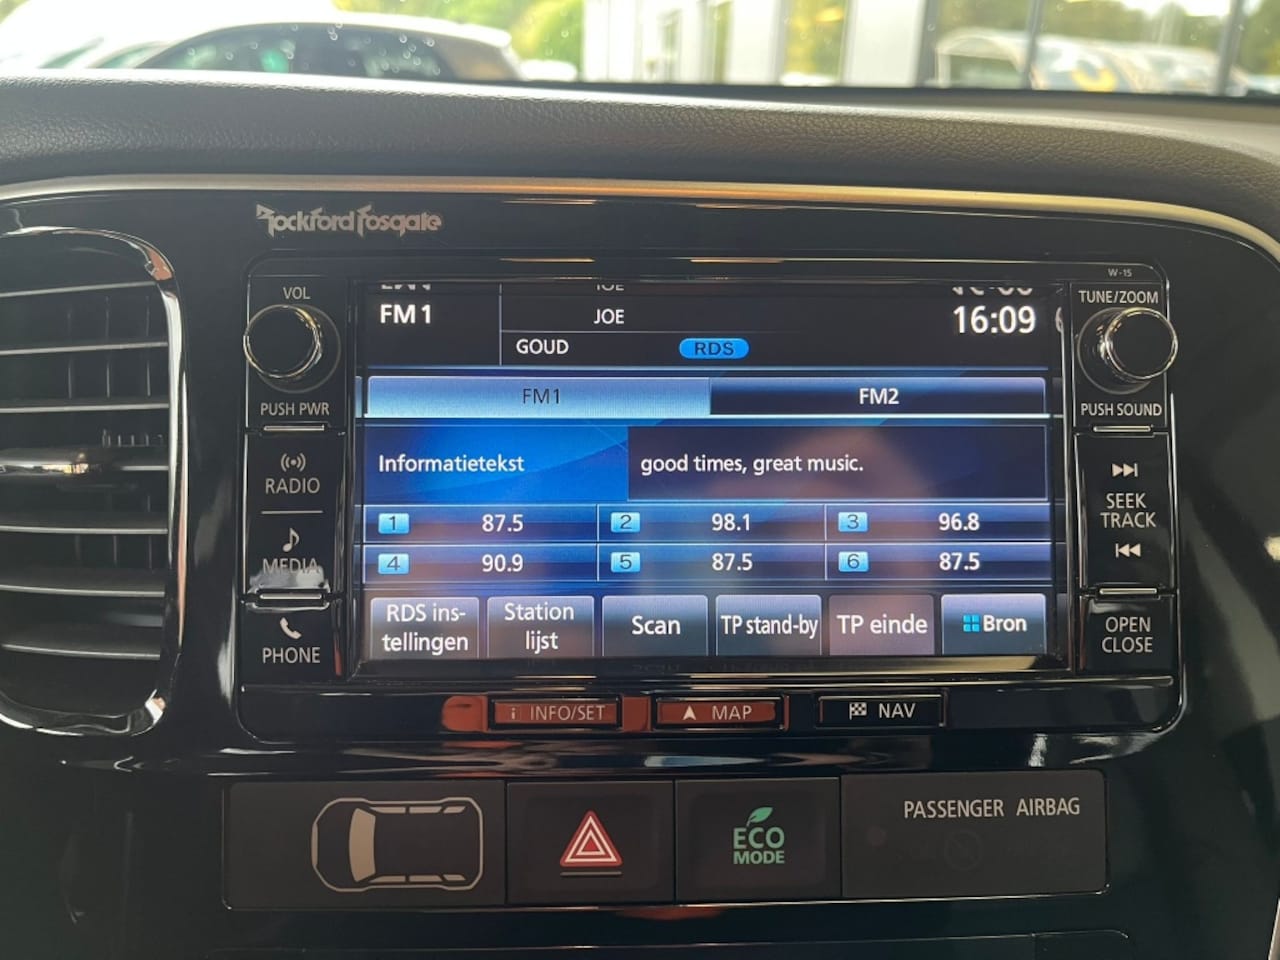 Rockford Fosgate
W-15
VOL
PUSH PWR
RADIO
MEDIA
PHONE
FM1
JOE
16:09
GOUD
RDS
FM1
FM2
Informatietekst
good times, great music.
1 87.5
2 98.1
3 96.8
4 90.9
5 87.5
6 87.5
RDS ins-
tellingen
Station
lijst
Scan
TP stand-by
TP einde
Bron
TUNE/ZOOM
PUSH SOUND
SEEK
TRACK
OPEN
CLOSE
i INFO/SET
MAP
NAV
ECO
MODE
PASSENGER AIRBAG